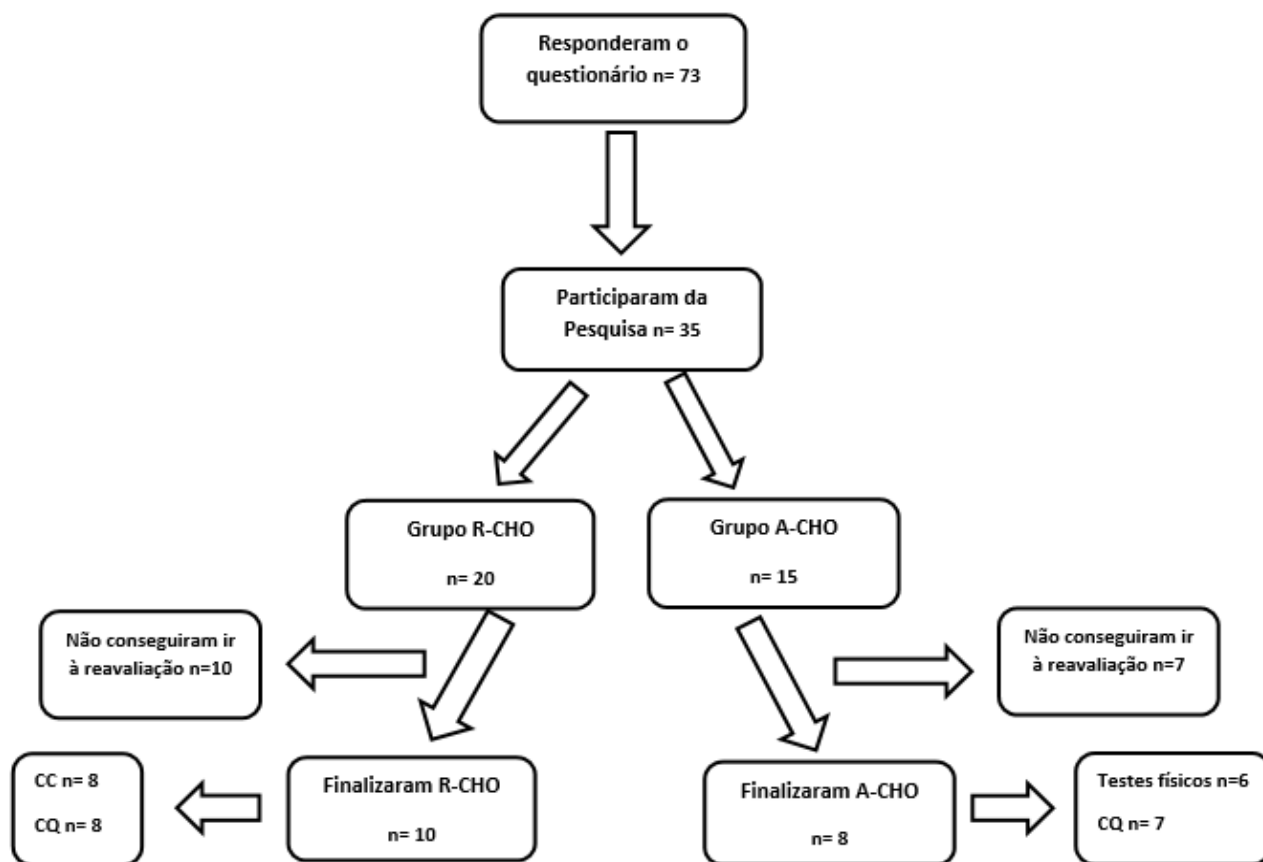 Responderam o
questionário n= 73
Participaram da
Pesquisa n= 35
Grupo R-CHO
n= 20
Grupo A-CHO
n= 15
Não conseguiram ir
à reavaliação n=10
Não conseguiram ir
à reavaliação n=7
CC n= 8
CQ n= 8
Finalizaram R-CHO
n= 10
Finalizaram A-CHO
n= 8
Testes físicos n=6
CQ n= 7